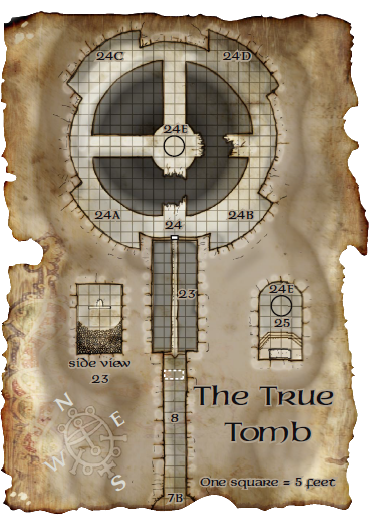 24C
24D
24E
24A
24B
24
23
24E
25
side view
23
The True
Tomb
N
E
W
S
8
7B
One square = 5 feet